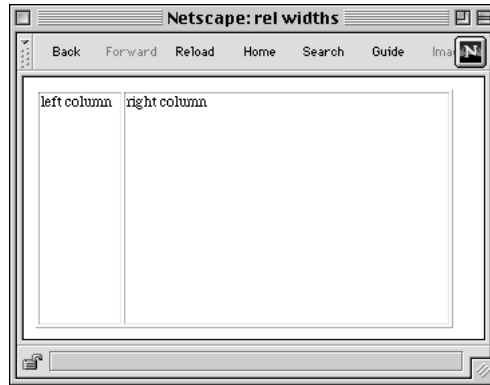 Netscape: rel widths
Back Forward Reload Home Search Guide Ima N
left column right column